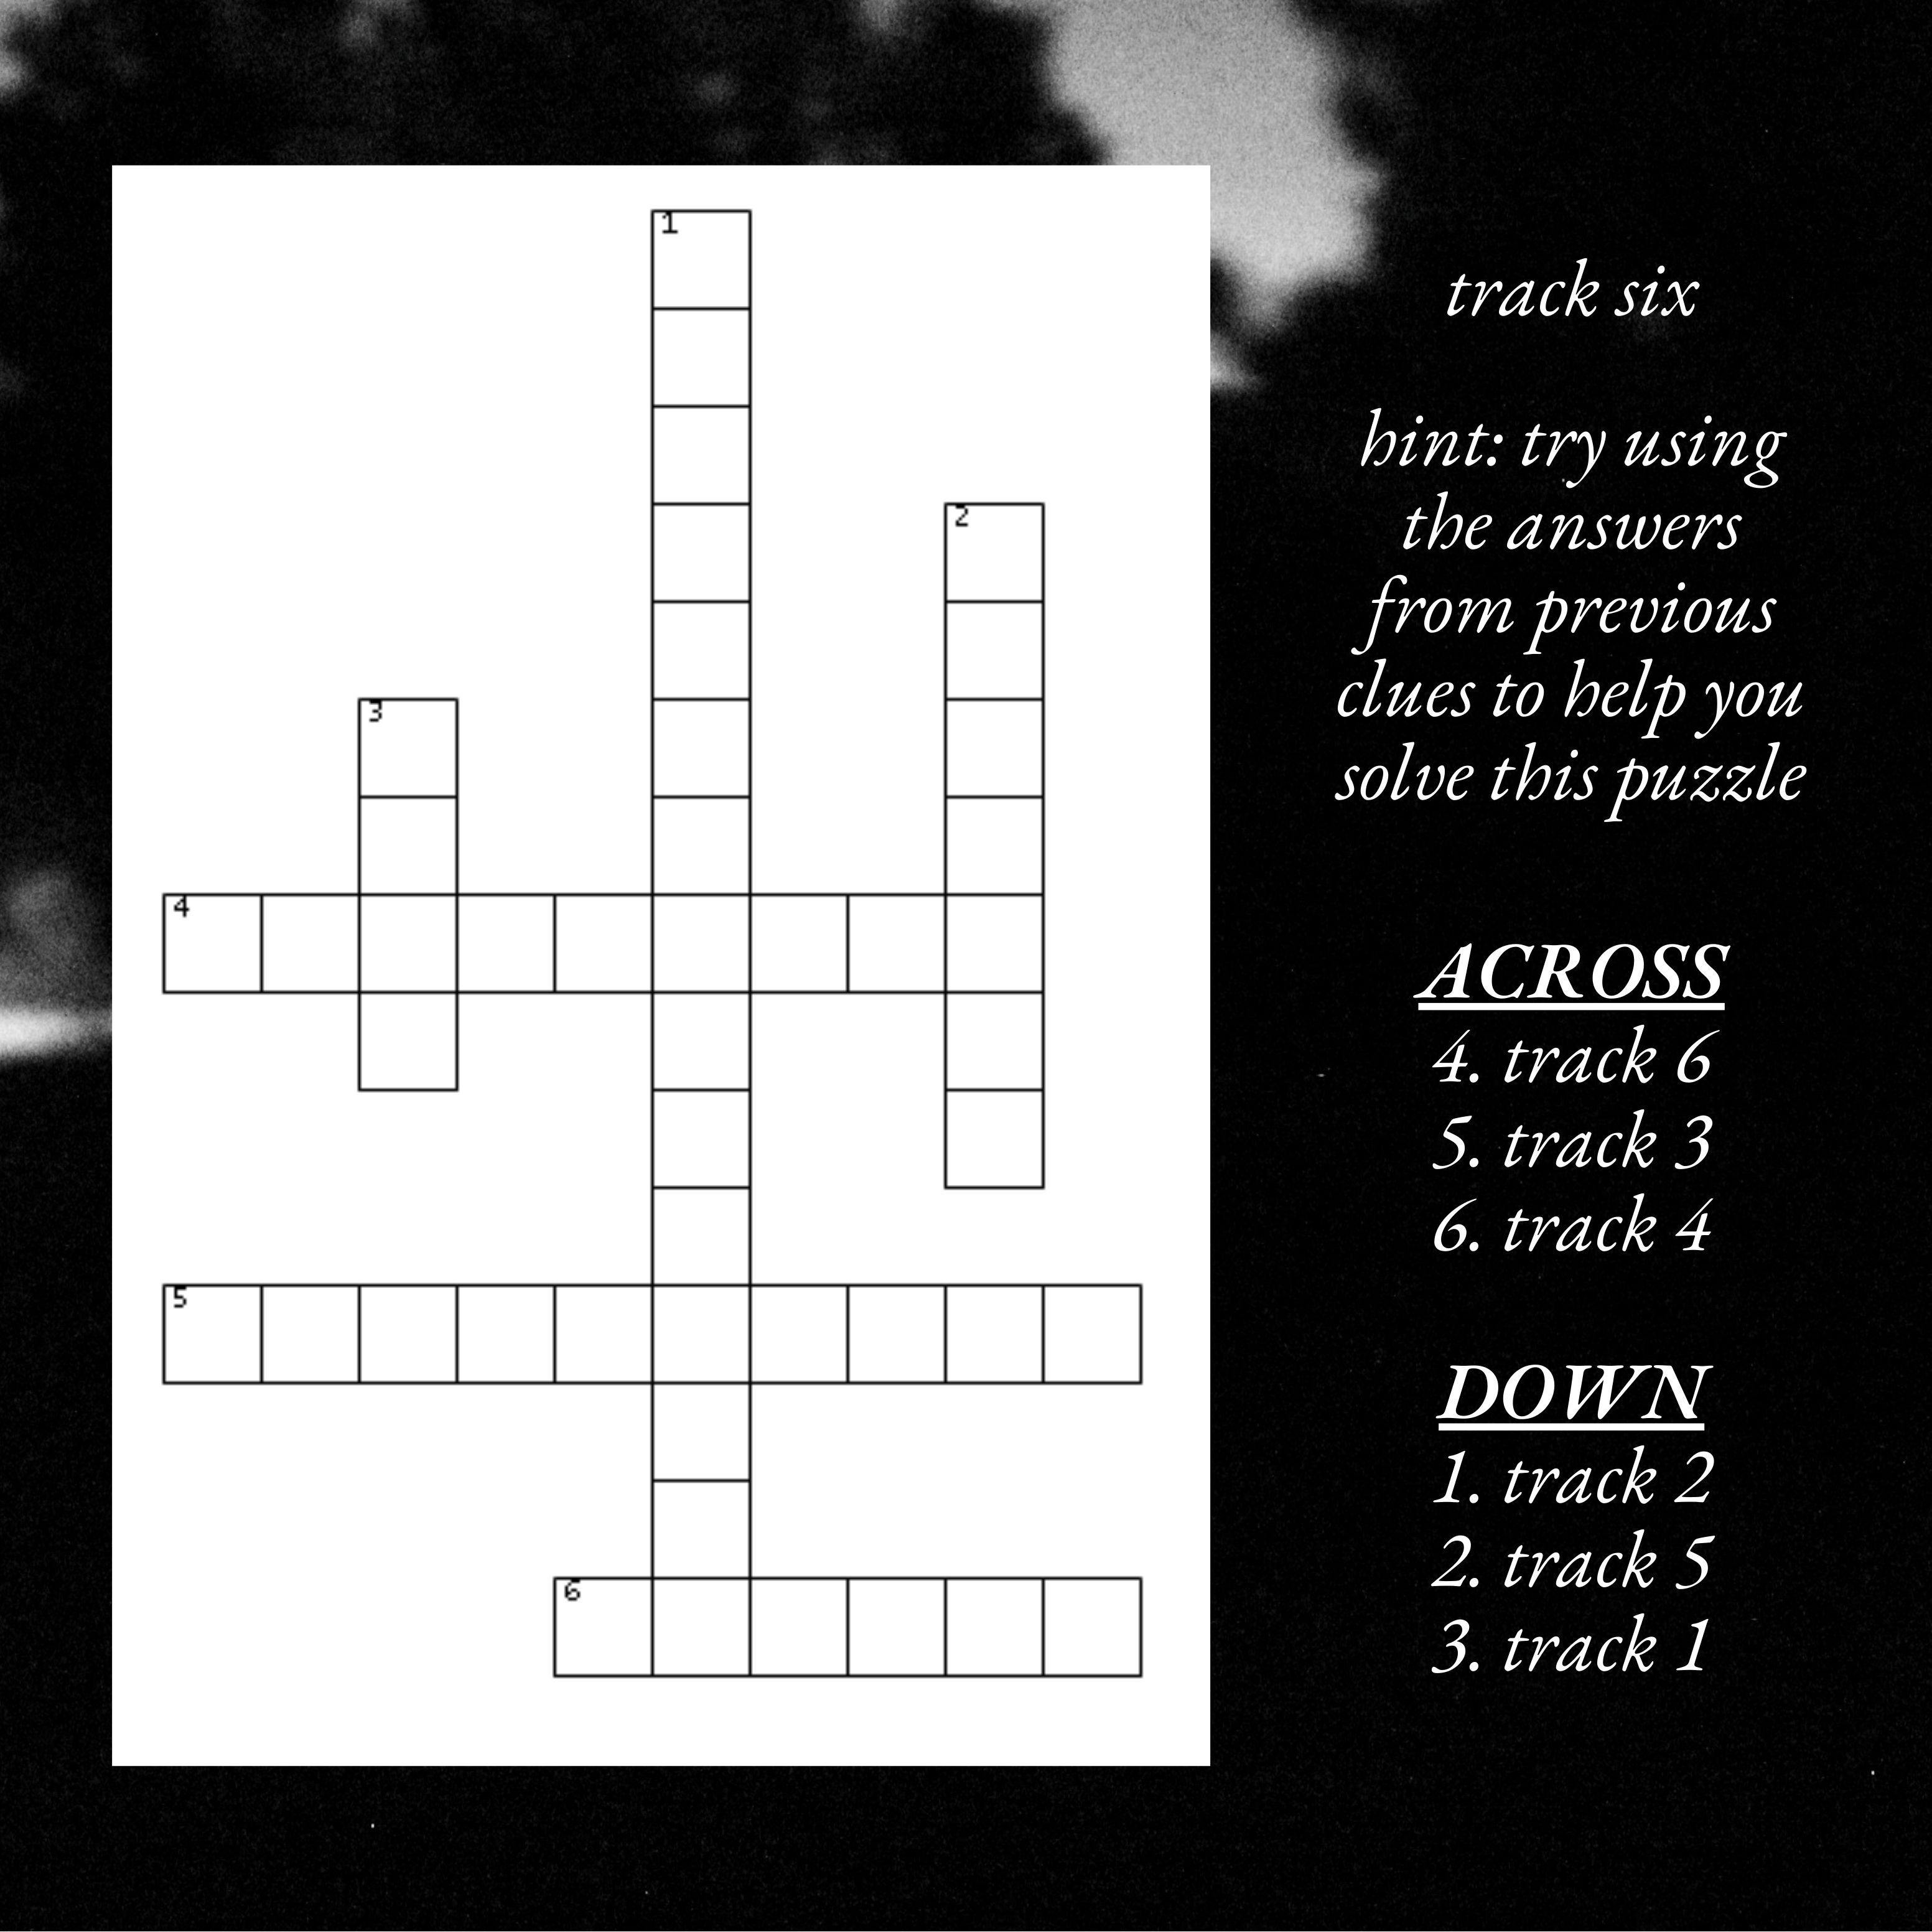 1
2
3
4
5
6
track six
hint: try using
the answers
from previous
clues to help you
solve this puzzle
ACROSS
4. track 6
5. track 3
6. track 4
DOWN
1. track 2
2. track 5
3. track 1